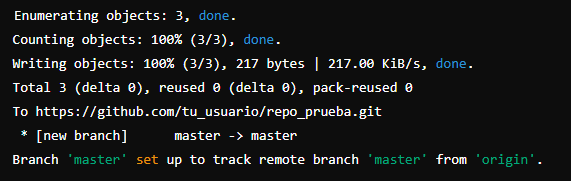 Enumerating objects: 3, done.
Counting objects: 100% (3/3), done.
Writing objects: 100% (3/3), 217 bytes | 217.00 KiB/s, done.
Total 3 (delta 0), reused 0 (delta 0), pack-reused 0
To https://github.com/tu_usuario/repo_prueba.git
 * [new branch]      master -> master
Branch 'master' set up to track remote branch 'master' from 'origin'.